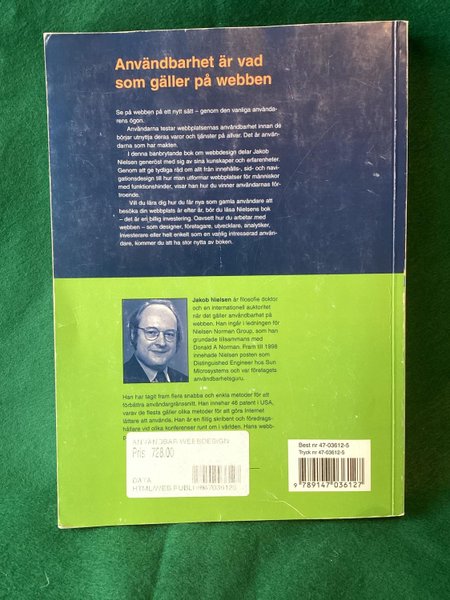 Användbarhet är vad
som gäller på webben
Se på webben på ett nytt sätt – genom den vanliga använda-
rens ögon.
Användarna testar webbplatsernas användbarhet innan de
börjar utnyttja deras varor och tjänster på allvar. Det är använ-
darna som har makten.
I denna banbrytande bok om webbdesign delar Jakob
Nielsen generöst med sig av sina kunskaper och erfarenheter.
Genom att ge tydliga råd om allt från innehålls-, sid- och navi-
gationsdesign till hur man utformar webbplatser för människor
med funktionshinder, visar han hur du vinner användarnas för-
troende.
Vill du lära dig hur du får nya som gamla användare att
besöka din webbplats är efter år, bör du läsa Nielsens bok
– det är en billig investering. Oavsett hur du arbetar med
webben – som designer, företagare, utvecklare, analytiker,
investerare eller helt enkelt som en vanlig intresserad använ-
dare, kommer du att ha stor nytta av boken.
Jakob Nielsen är filosofie doktor
och en internationell auktoritet
när det gäller användbarhet på
webben. Han ingår i ledningen för
Nielsen Norman Group, som han
grundade tillsammans med
Donald A Norman. Fram till 1998
innehade Nielsen posten som
Distinguished Engineer hos Sun
Microsystems och var företagets
användbarhetsguru.
Han har tagit fram flera snabba och enkla metoder för att
förbättra användargränssnitt. Han innehar 46 patent i USA,
varav de flesta gäller olika metoder för att göra Internet
lättare att använda. Han är en flitig skribent och föredrags-
hållare vid olika konferenser runt om i världen. Hans webb-
ANVÄNDBAR WEBDESIGN
Pris 728.00
DATA
HTML/WEB PUBLI
Best nr 47-03612-5
Tryck nr 47-03612-5
9 789147 036127